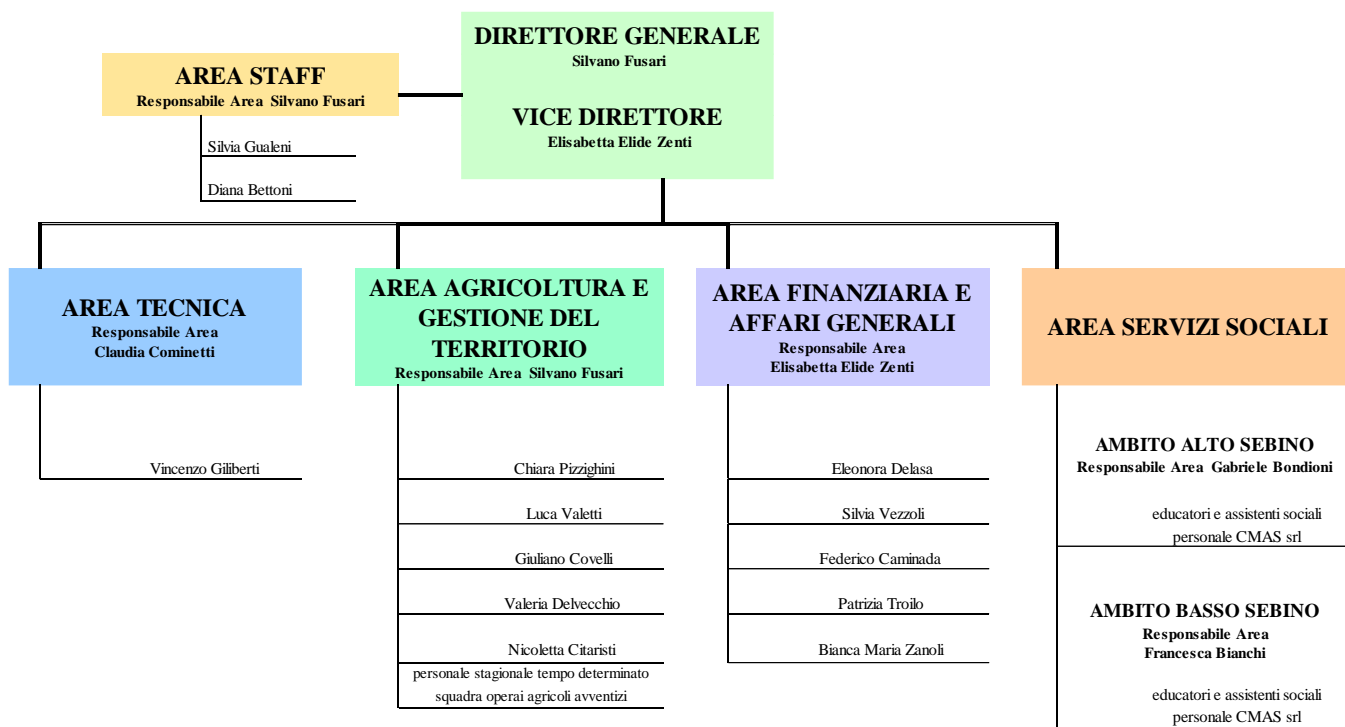 DIRETTORE GENERALE
Silvano Fusari
VICE DIRETTORE
Elisabetta Elide Zenti
AREA STAFF
Responsabile Area Silvano Fusari
Silvia Gualeni
Diana Bettoni
AREA TECNICA
Responsabile Area
Claudia Cominetti
Vincenzo Giliberti
AREA AGRICOLTURA E
GESTIONE DEL
TERRITORIO
Responsabile Area Silvano Fusari
Chiara Pizzighini
Luca Valetti
Giuliano Covelli
Valeria Delvecchio
Nicoletta Citaristi
personale stagionale tempo determinato
squadra operai agricoli avventizi
AREA FINANZIARIA E
AFFARI GENERALI
Responsabile Area
Elisabetta Elide Zenti
Eleonora Delasa
Silvia Vezzoli
Federico Caminada
Patrizia Troilo
Bianca Maria Zanoli
AREA SERVIZI SOCIALI
AMBITO ALTO SEBINO
Responsabile Area Gabriele Bondioni
educatori e assistenti sociali
personale CMAS srl
AMBITO BASSO SEBINO
Responsabile Area
Francesca Bianchi
educatori e assistenti sociali
personale CMAS srl